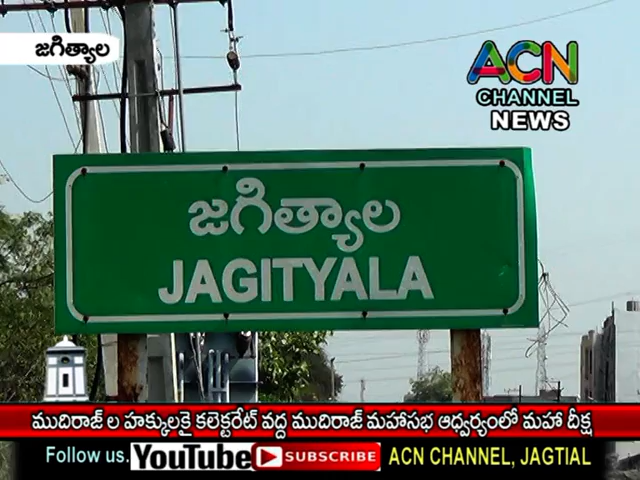 జగిత్యాల
ACN
CHANNEL
NEWS
జగిత్యాల
JAGITYALA
ముదిరాజ్ ల హక్కులకై కలెక్టరేట్ వద్ద ముదిరాజ్ మహాసభ ఆధ్వర్యంలో మహా దీక్ష
Follow us. YouTube SUBSCRIBE ACN CHANNEL, JAGTIAL